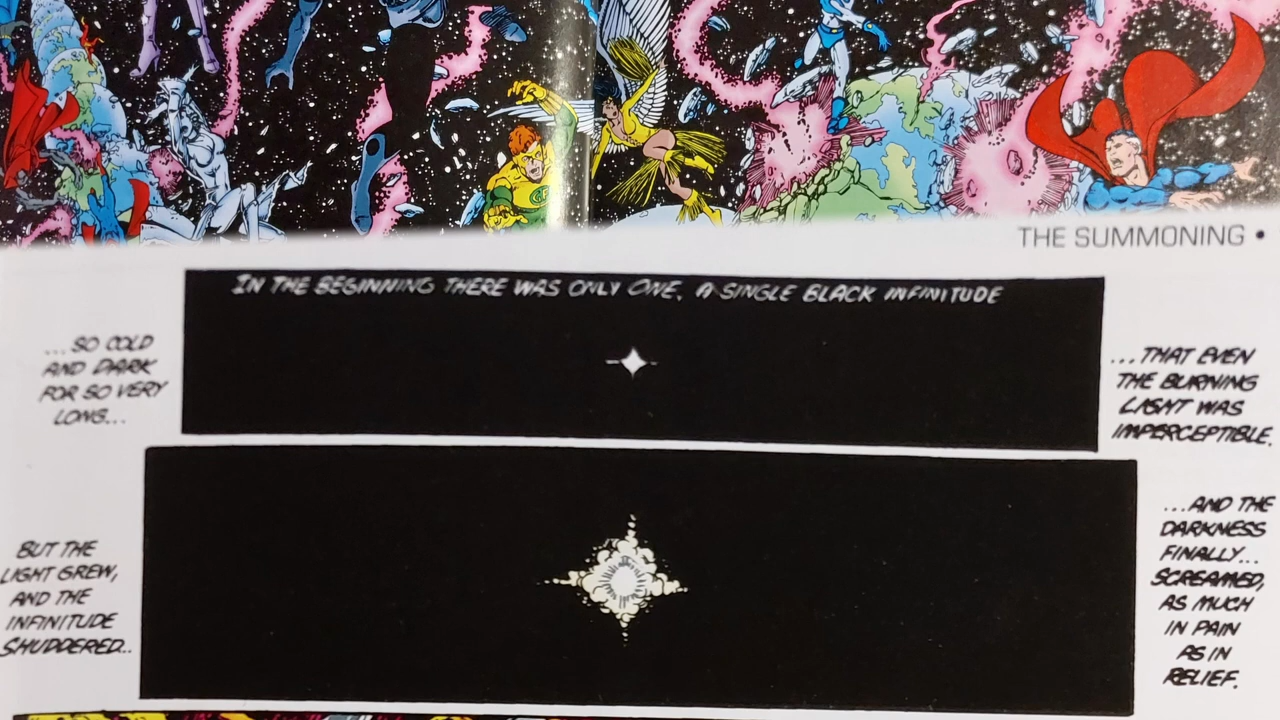 THE SUMMONING •
IN THE BEGINNING THERE WAS ONLY ONE, A SINGLE BLACK INFINITUDE
...SO COLD
AND DARK
FOR SO VERY
LONG...
...THAT EVEN
THE BURNING
LIGHT WAS
IMPERCEPTIBLE.
BUT THE
LIGHT GREW,
AND THE
INFINITUDE
SHUDDERED...
...AND THE
DARKNESS
FINALLY...
SCREAMED,
AS MUCH
IN PAIN
AS IN
RELIEF.